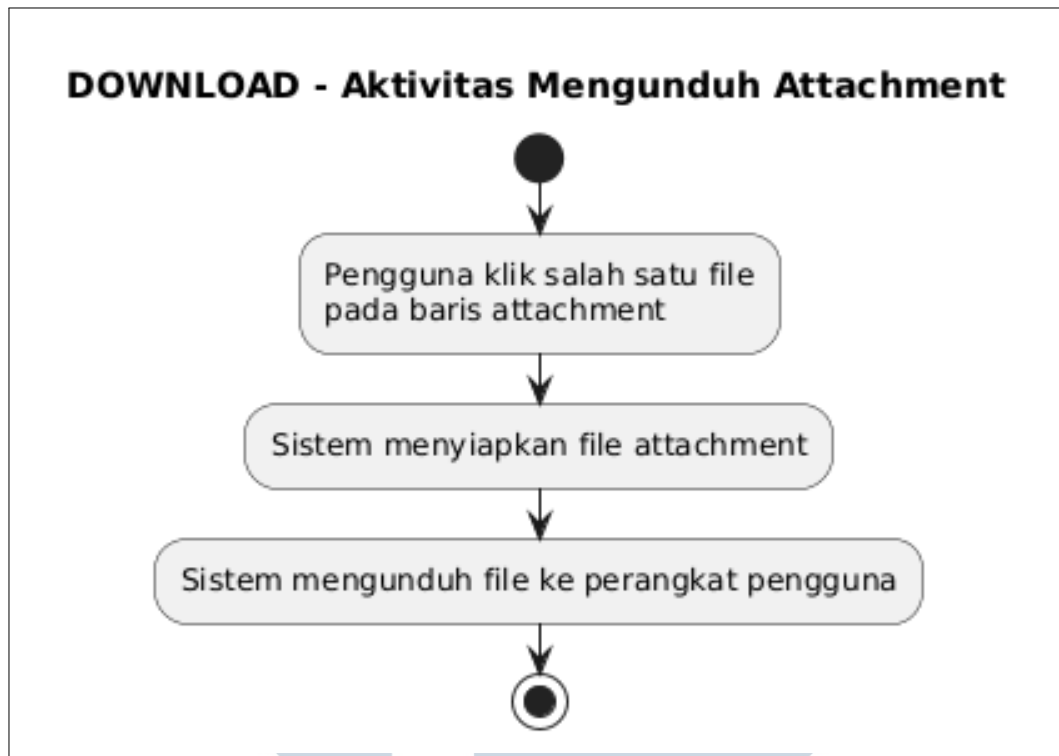 DOWNLOAD - Aktivitas Mengunduh Attachment
Pengguna klik salah satu file
pada baris attachment
Sistem menyiapkan file attachment
Sistem mengunduh file ke perangkat pengguna